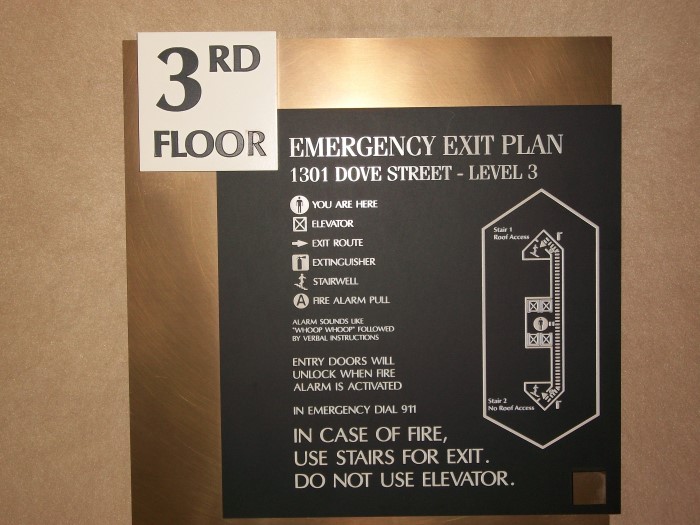 3RD
FLOOR
EMERGENCY EXIT PLAN
1301 DOVE STREET - LEVEL 3
YOU ARE HERE
ELEVATOR
EXIT ROUTE
EXTINGUISHER
STAIRWELL
A FIRE ALARM PULL
ALARM SOUNDS LIKE
"WHOOP WHOOP" FOLLOWED
BY VERBAL INSTRUCTIONS
ENTRY DOORS WILL
UNLOCK WHEN FIRE
ALARM IS ACTIVATED
IN EMERGENCY DIAL 911
IN CASE OF FIRE,
USE STAIRS FOR EXIT.
DO NOT USE ELEVATOR.
Stair 1
Roof Access
Stair 2
No Roof Access